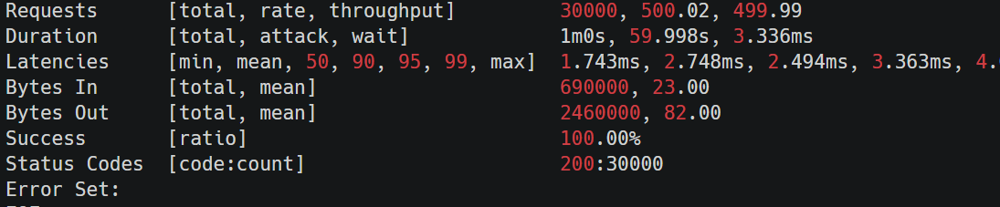 Requests [total, rate, throughput] 30000, 500.02, 499.99
Duration [total, attack, wait] 1m0s, 59.998s, 3.336ms
Latencies [min, mean, 50, 90, 95, 99, max] 1.743ms, 2.748ms, 2.494ms, 3.363ms, 4.
Bytes In [total, mean] 690000, 23.00
Bytes Out [total, mean] 2460000, 82.00
Success [ratio] 100.00%
Status Codes [code:count] 200:30000
Error Set: